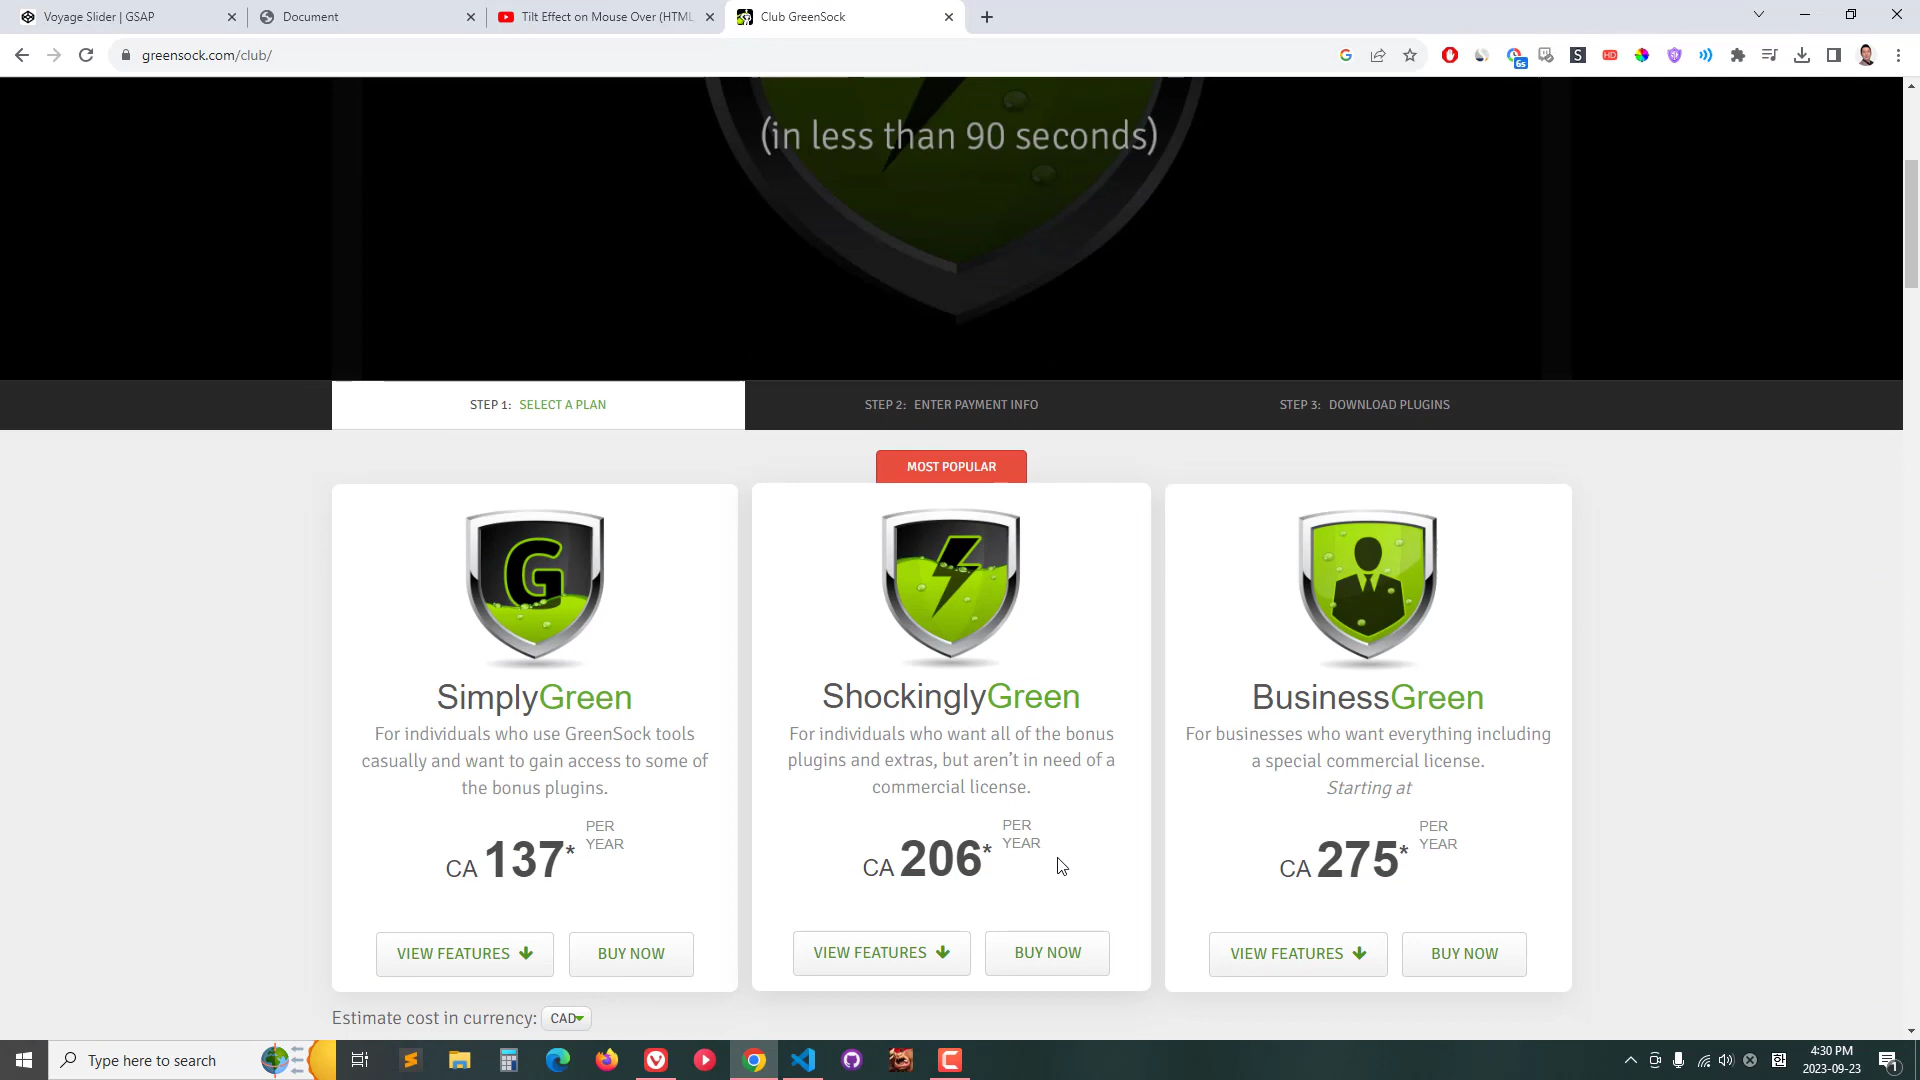 Voyage Slider | GSAP
Document
Tilt Effect on Mouse Over (HTML,
Club GreenSock
greensock.com/club/
6s
S
HD
(in less than 90 seconds)
STEP 1: SELECT A PLAN
STEP 2: ENTER PAYMENT INFO
STEP 3: DOWNLOAD PLUGINS
MOST POPULAR
G
SimplyGreen
For individuals who use GreenSock tools
casually and want to gain access to some of
the bonus plugins.
CA 137* PER
YEAR
VIEW FEATURES
BUY NOW
ShockinglyGreen
For individuals who want all of the bonus
plugins and extras, but aren't in need of a
commercial license.
CA 206* PER
YEAR
VIEW FEATURES
BUY NOW
BusinessGreen
For businesses who want everything including
a special commercial license.
Starting at
CA 275* PER
YEAR
VIEW FEATURES
BUY NOW
Estimate cost in currency: CAD
Type here to search
4:30 PM
2023-09-23
1